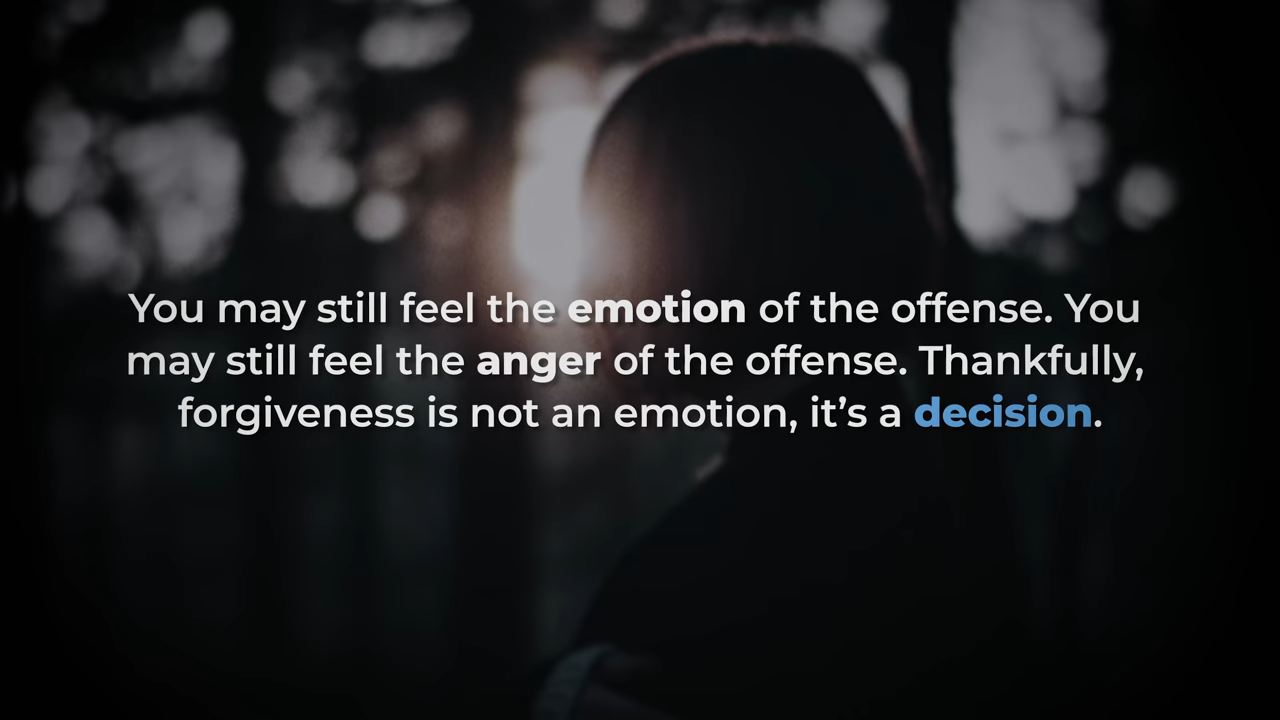 You may still feel the emotion of the offense. You
may still feel the anger of the offense. Thankfully,
forgiveness is not an emotion, it’s a decision.